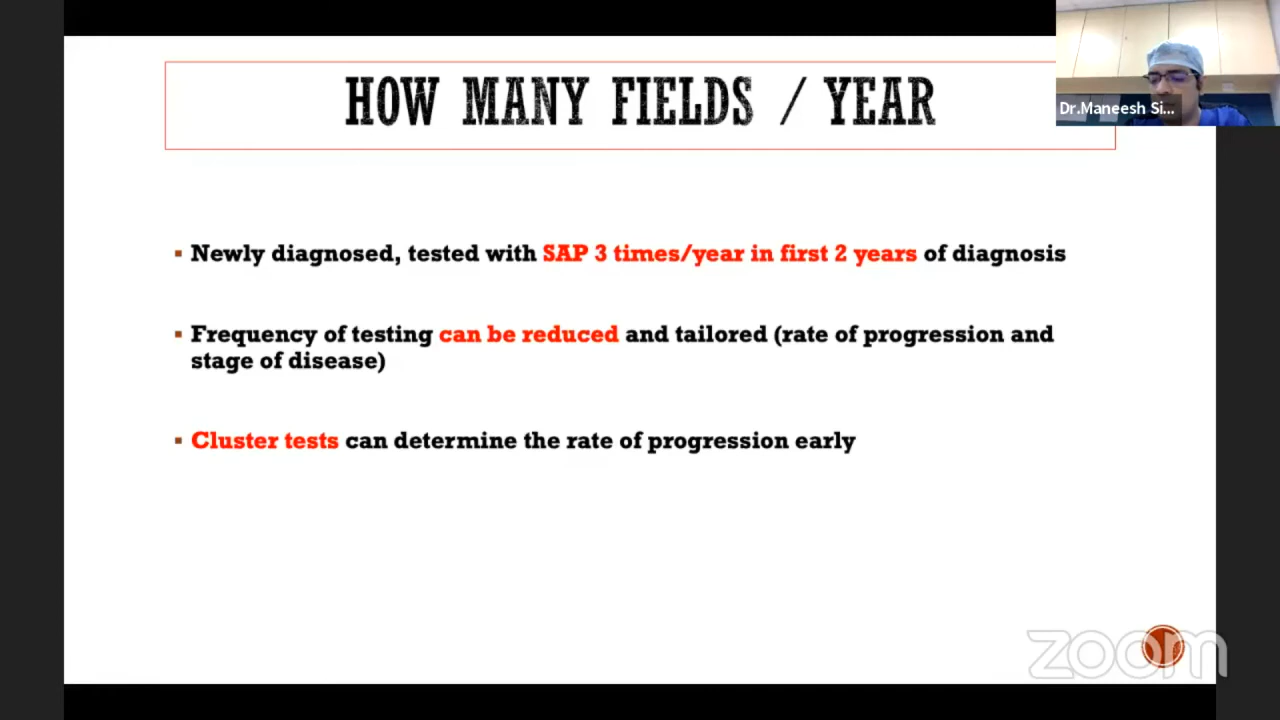 HOW MANY FIELDS / YEAR
Dr.Maneesh Si...
▪ Newly diagnosed, tested with SAP 3 times/year in first 2 years of diagnosis
▪ Frequency of testing can be reduced and tailored (rate of progression and
stage of disease)
▪ Cluster tests can determine the rate of progression early
zoom